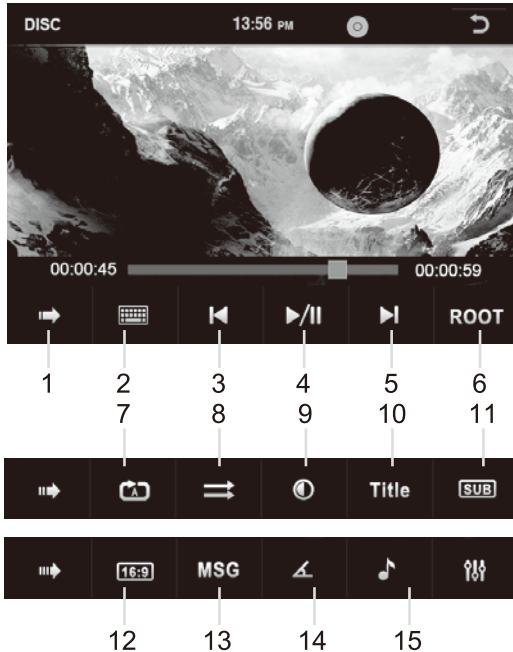 DISC 13:56 PM
00:00:45 00:00:59
▶/II ROOT
1 2 3 4 5 6
7 8 9 10 11
A Title SUB
16:9 MSG
12 13 14 15